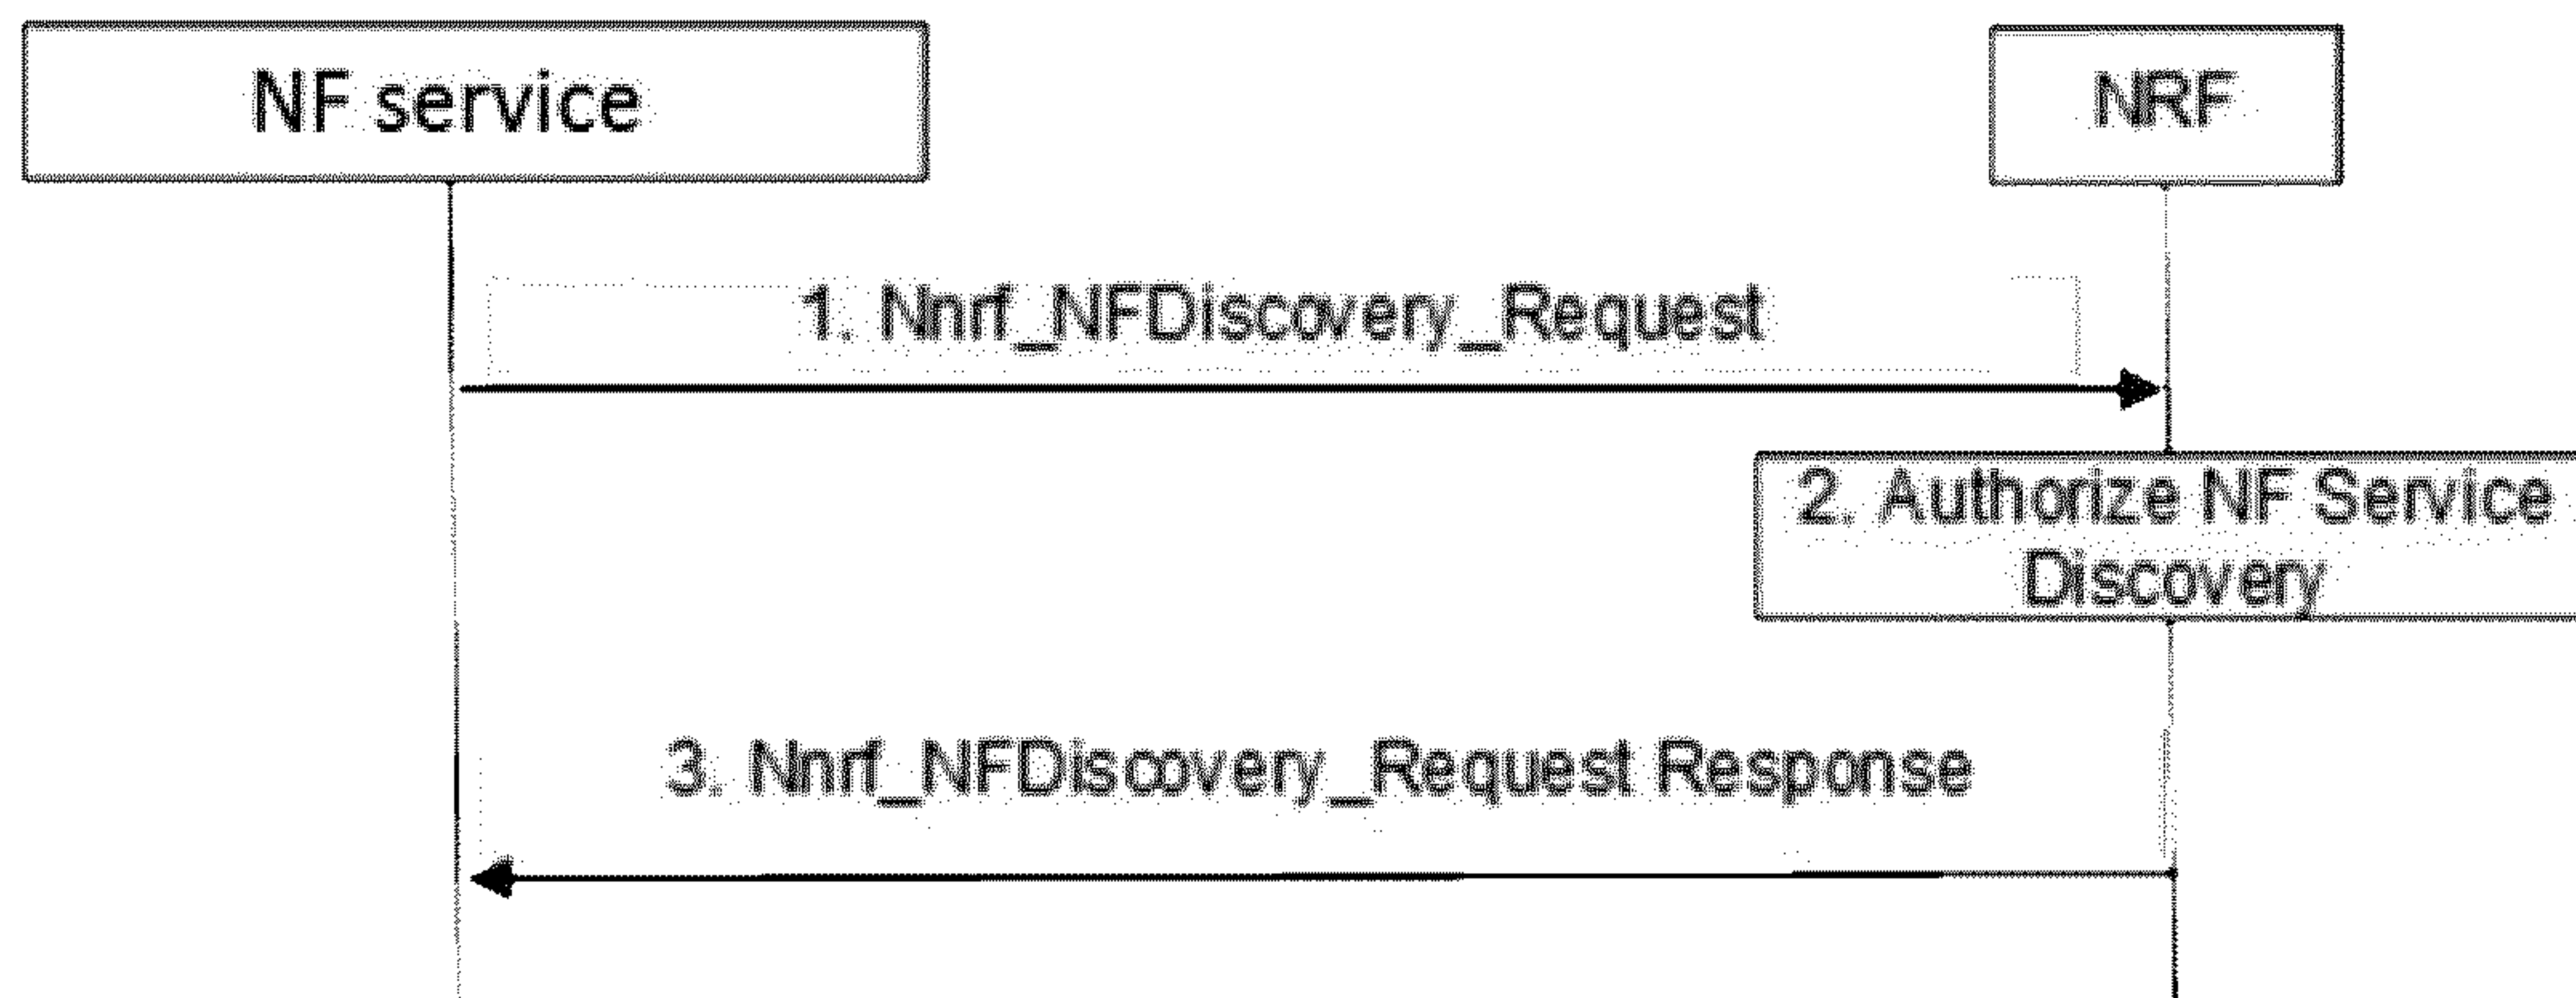 NF service
NRF
1. Nnrf_NFDiscovery_Request
2. Authorize NF Service
Discovery
3. Nnrf_NFDiscovery_Request Response